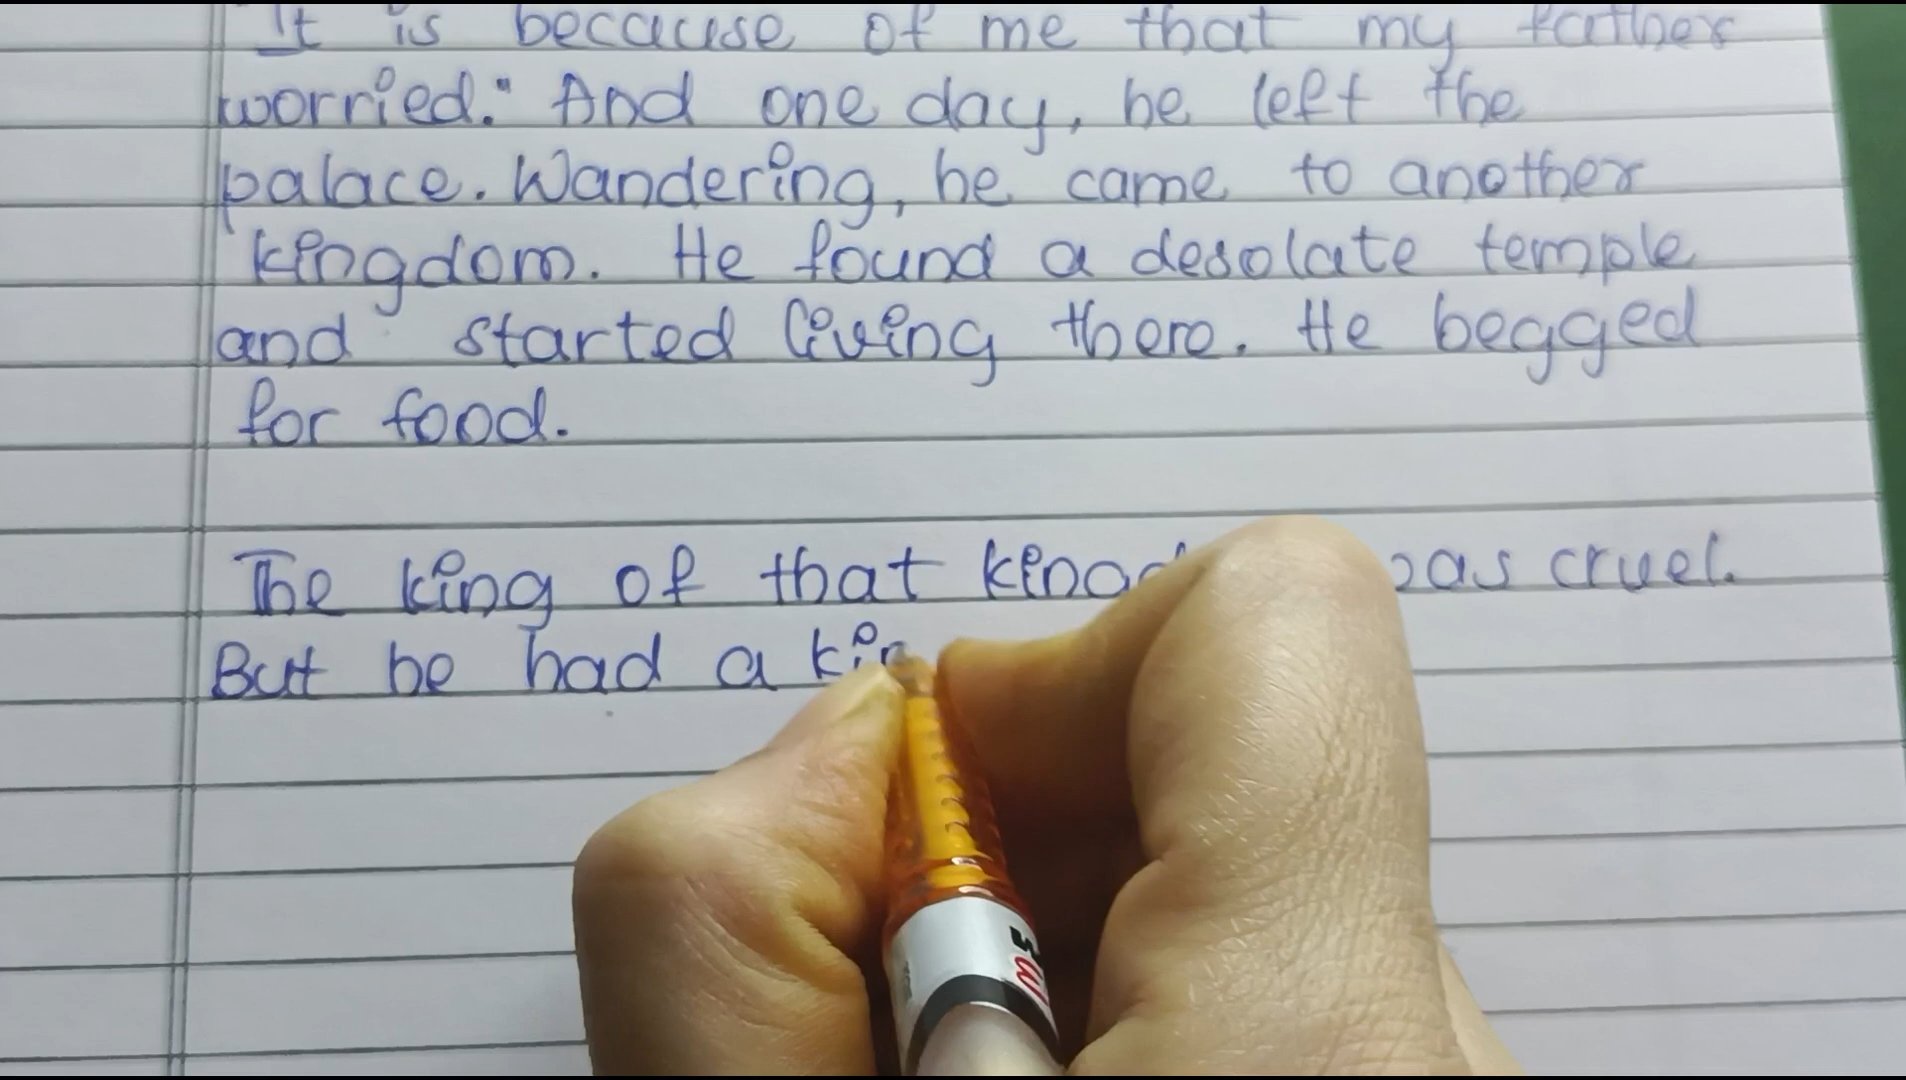 It is because of me that my father
worried." And one day, he left the
palace. Wandering, he came to another
kingdom. He found a desolate temple
and started living there. He begged
for food.
The king of that was cruel.
But he had a